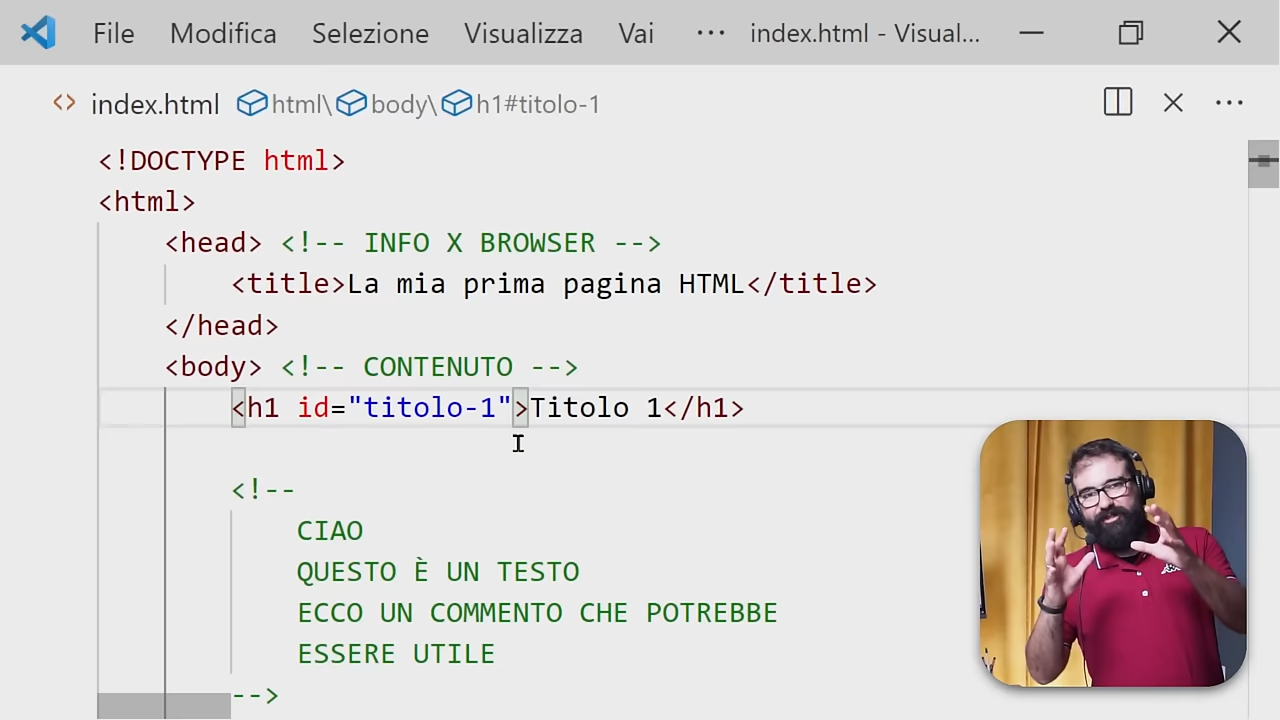 File Modifica Selezione Visualizza Vai ··· index.html - Visual...
index.html html\ body\ h1#titolo-1
<!DOCTYPE html>
<html>
<head> <!-- INFO X BROWSER -->
<title>La mia prima pagina HTML</title>
</head>
<body> <!-- CONTENUTO -->
<h1 id="titolo-1">Titolo 1</h1>
<!--
CIAO
QUESTO È UN TESTO
ECCO UN COMMENTO CHE POTREBBE
ESSERE UTILE
-->